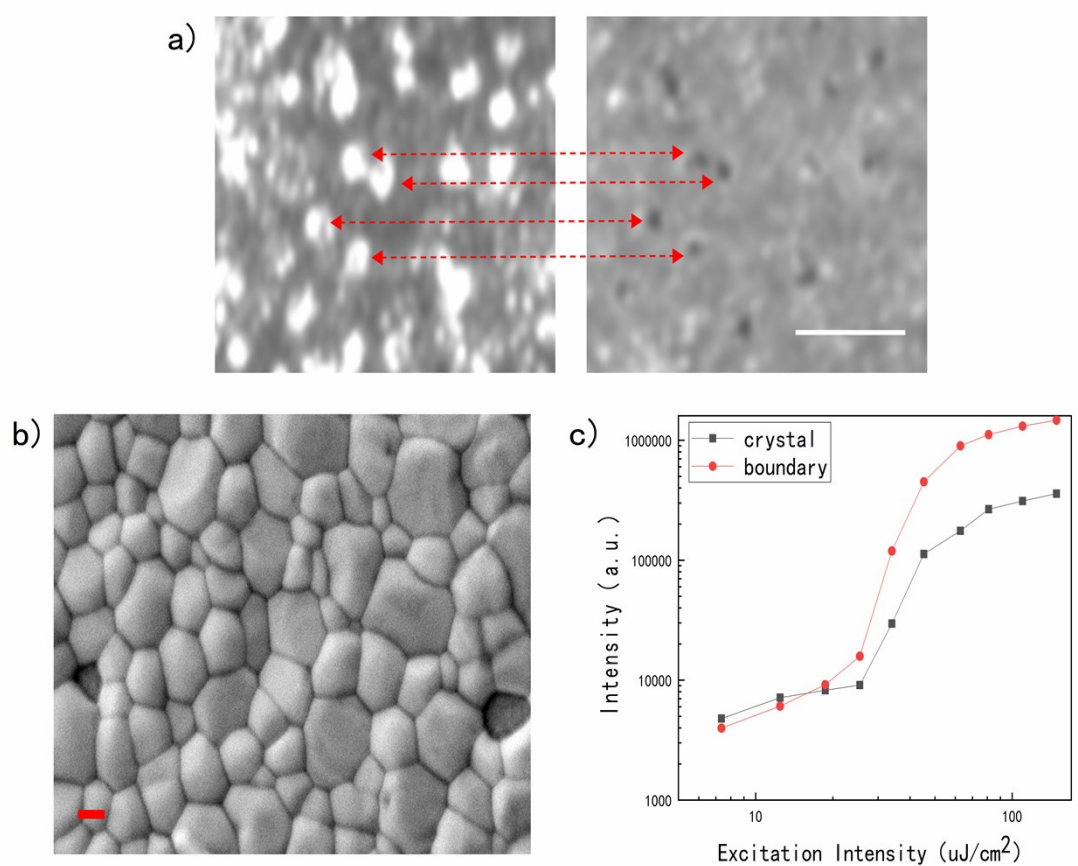 a)
b)
c)
crystal
boundary
1000000
100000
10000
1000
Intensity (a.u.)
10
100
Excitation Intensity (uJ/cm²)